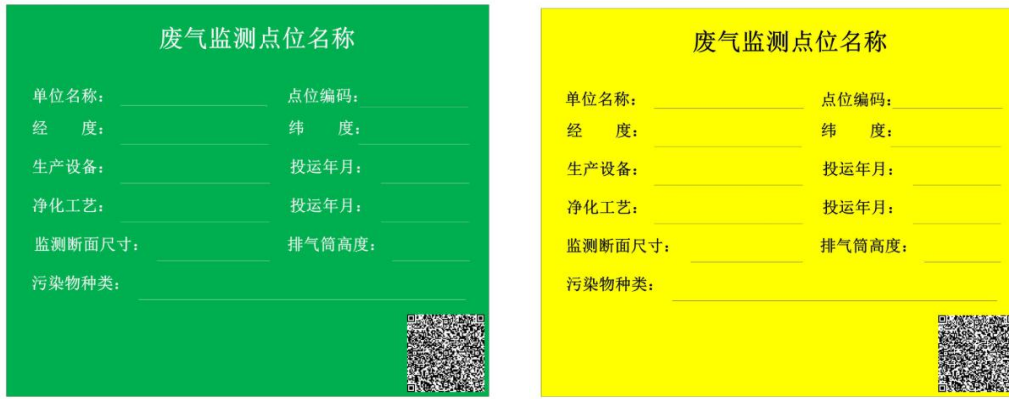 废气监测点位名称
单位名称： 点位编码：
经 度： 纬 度：
生产设备： 投运年月：
净化工艺： 投运年月：
监测断面尺寸： 排气筒高度：
污染物种类：
废气监测点位名称
单位名称： 点位编码：
经 度： 纬 度：
生产设备： 投运年月：
净化工艺： 投运年月：
监测断面尺寸： 排气筒高度：
污染物种类：